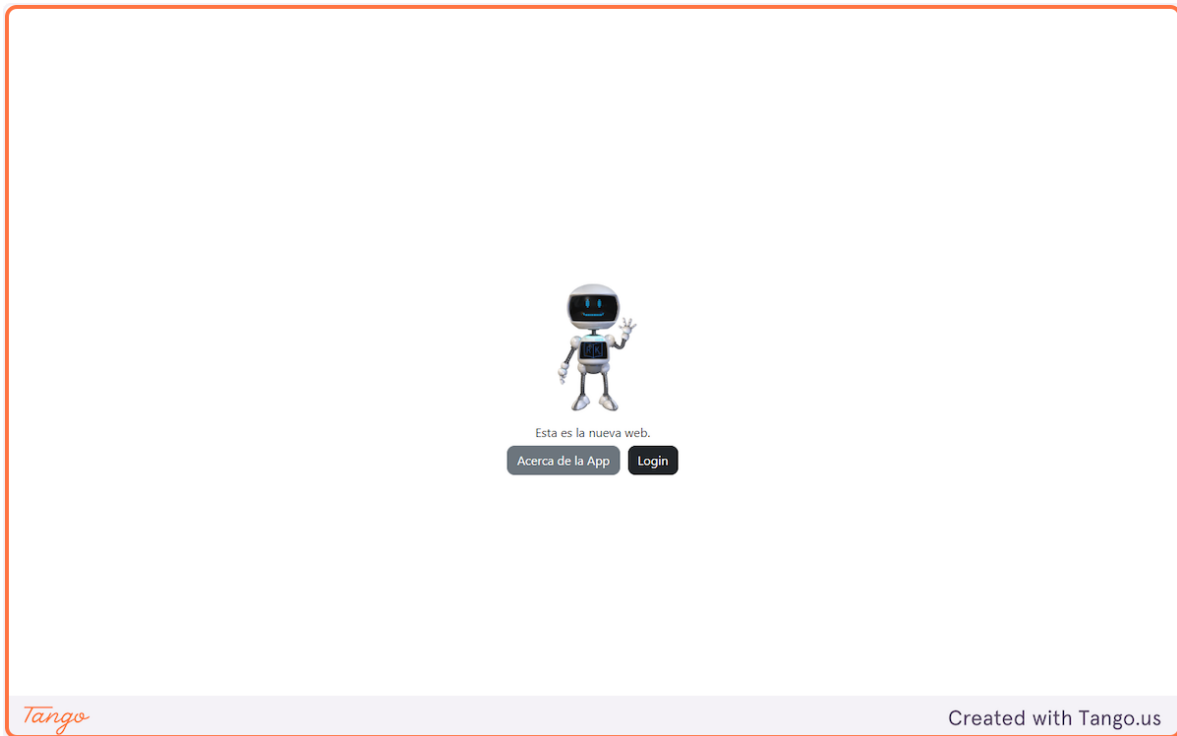 Esta es la nueva web.
Acerca de la App Login
Tango Created with Tango.us